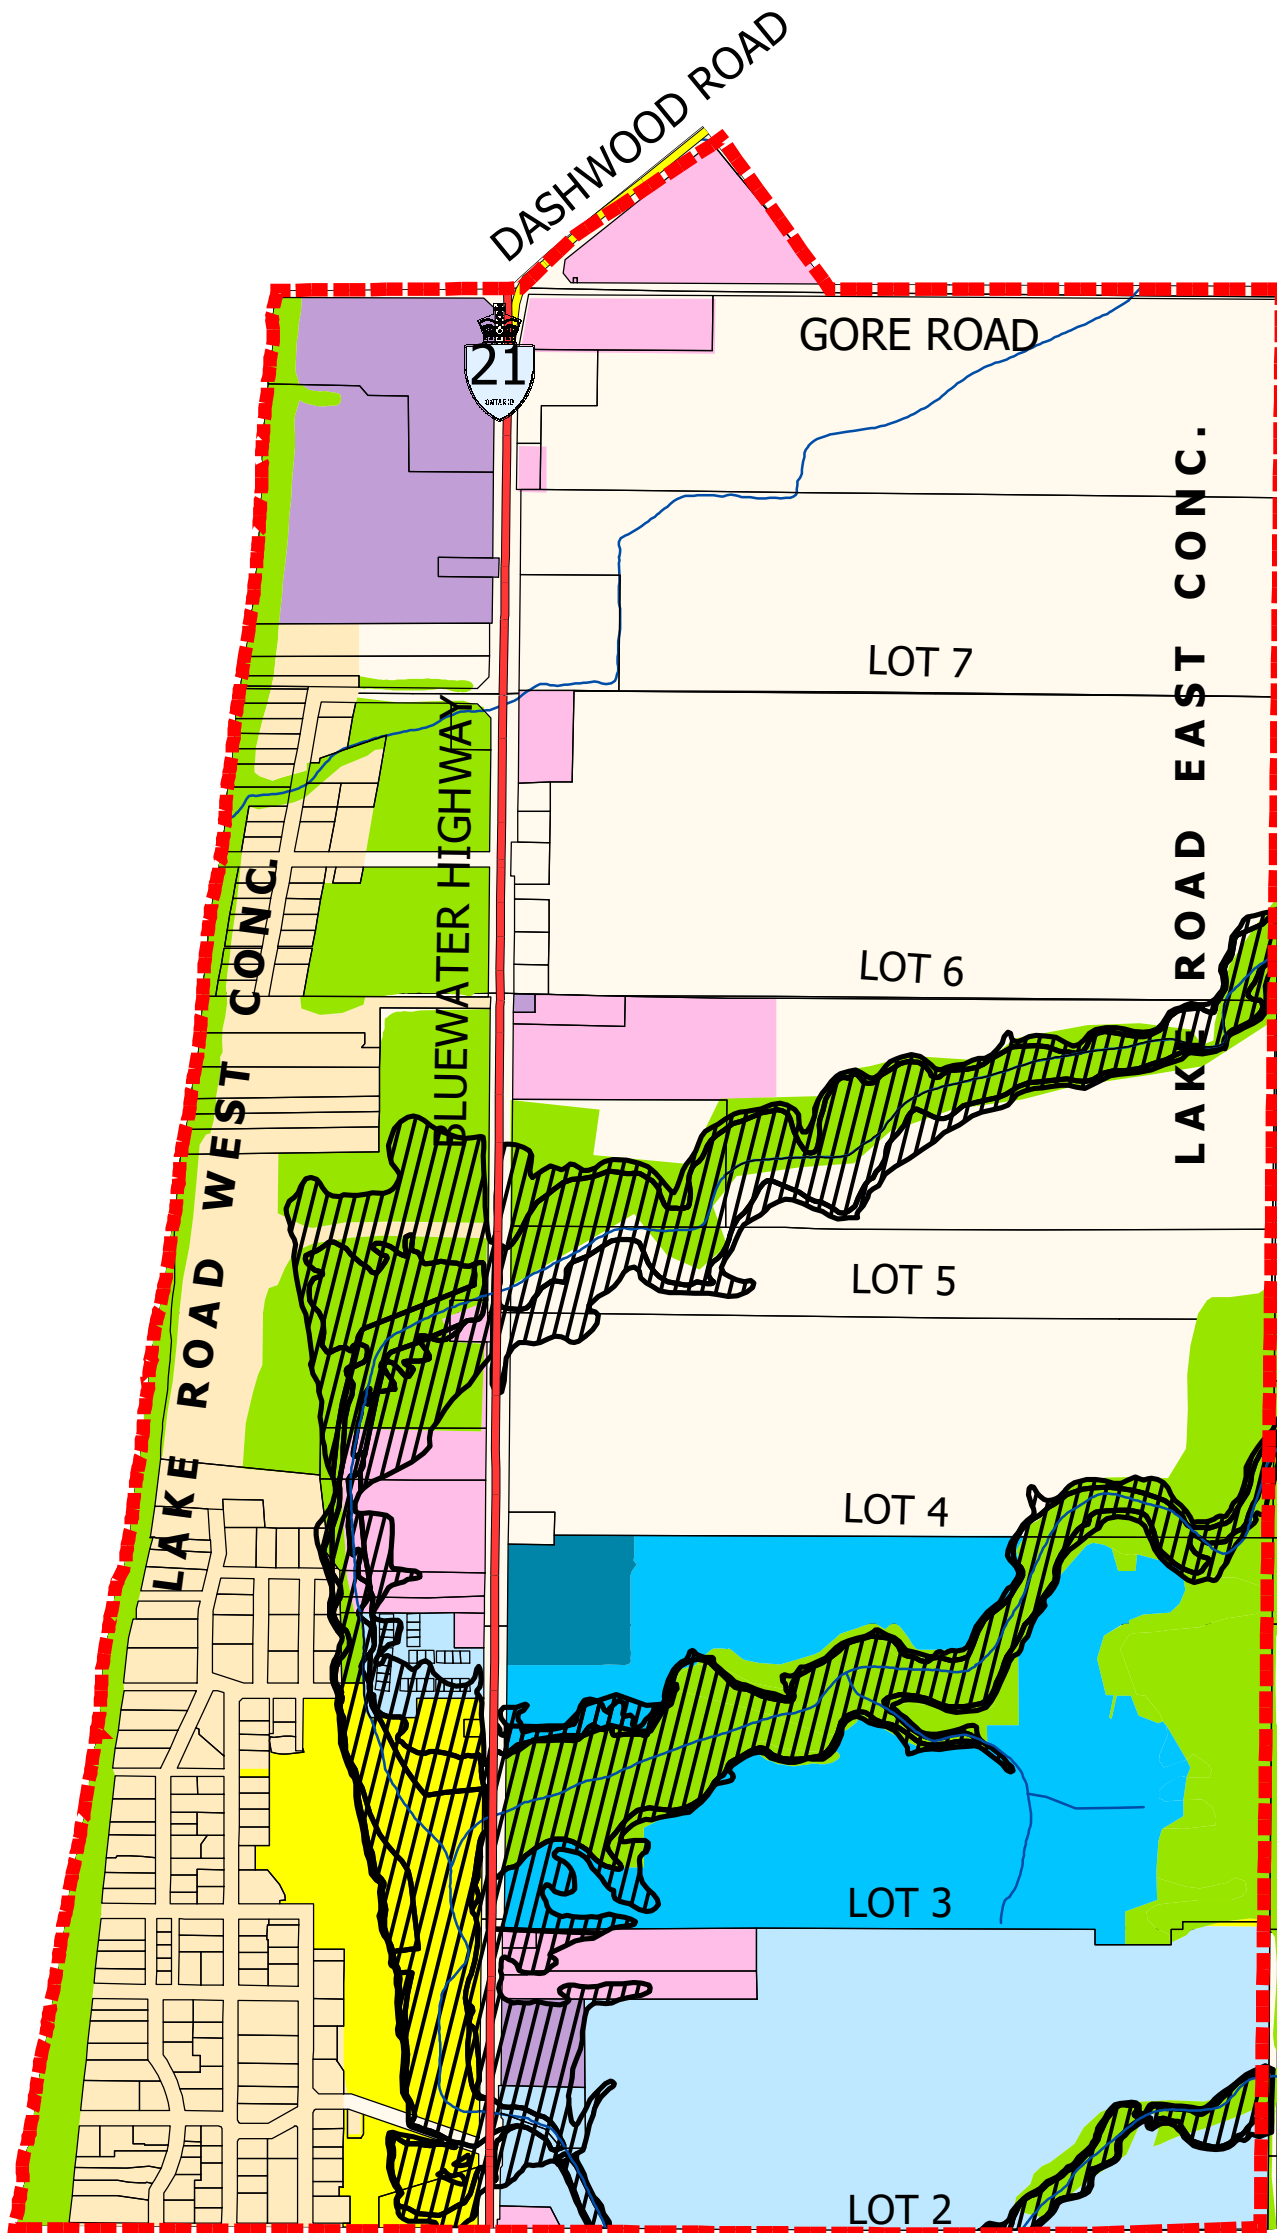 DASHWOOD ROAD
GORE ROAD
21
ONTARIO
LAKE ROAD EAST CONC.
LOT 7
BLUEWATER HIGHWAY
LAKE ROAD WEST CONC.
LOT 6
LOT 5
LOT 4
LOT 3
LOT 2